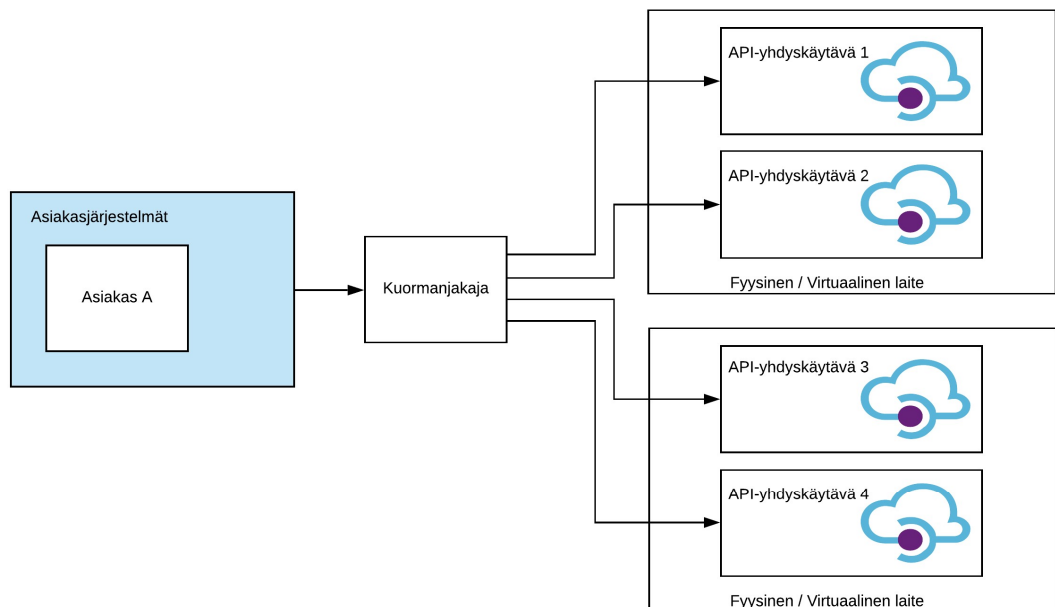 Asiakasjärjestelmät
Asiakas A
Kuormanjakaja
API-yhdyskäytävä 1
API-yhdyskäytävä 2
Fyysinen / Virtuaalinen laite
API-yhdyskäytävä 3
API-yhdyskäytävä 4
Fyysinen / Virtuaalinen laite